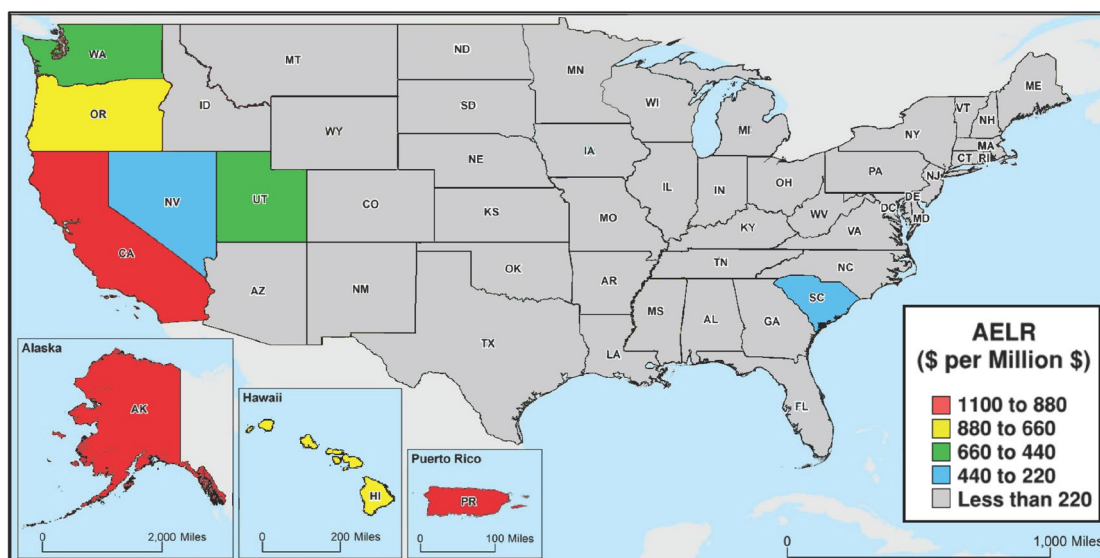 WA
MT
ND
MN
ME
OR
ID
SD
WI
VT
NH
WY
MI
NY
MA
CT RI
NE
IA
PA
NJ
NV
UT
CO
IL
IN
OH
DE
DC
MD
WV
VA
KS
MO
KY
CA
TN
NC
AZ
NM
OK
AR
SC
MS
AL
GA
TX
LA
FL
Alaska
AK
0 2,000 Miles
Hawaii
HI
0 200 Miles
Puerto Rico
PR
0 100 Miles
AELR
($ per Million $)
1100 to 880
880 to 660
660 to 440
440 to 220
Less than 220
0 1,000 Miles